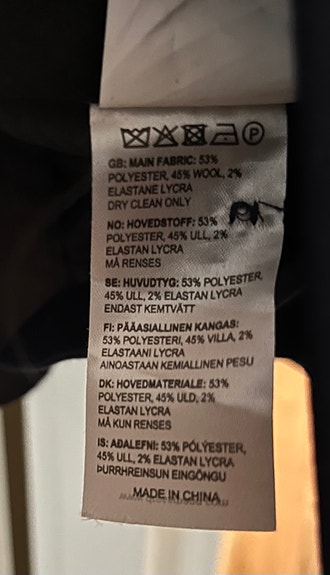 P
GB: MAIN FABRIC: 53%
POLYESTER, 45% WOOL, 2%
ELASTANE LYCRA
DRY CLEAN ONLY
NO: HOVEDSTOFF: 53%
POLYESTER, 45% ULL, 2%
ELASTAN LYCRA
MÅ RENSES
SE: HUVUDTYG: 53% POLYESTER,
45% ULL, 2% ELASTAN LYCRA
ENDAST KEMTVÄTT
FI: PÄÄASIALLINEN KANGAS:
53% POLYESTERI, 45% VILLA, 2%
ELASTAANI LYCRA
AINOASTAAN KEMIALLINEN PESU
DK: HOVEDMATERIALE: 53%
POLYESTER, 45% ULD, 2%
ELASTAN LYCRA
MÅ KUN RENSES
IS: AÐALEFNI: 53% PÓLÝESTER,
45% ULL, 2% ELASTAN LYCRA
ÞURRHREINSUN EINGÖNGU
MADE IN CHINA